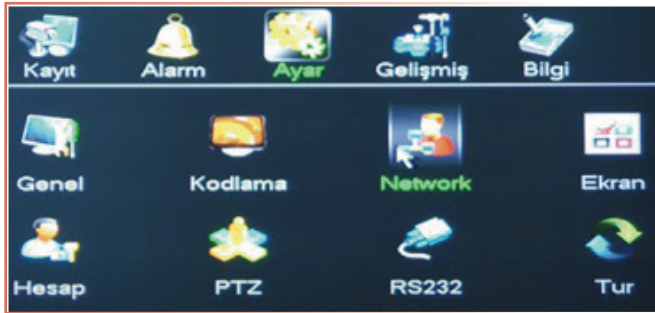 Kayıt Alarm Ayar Gelişmiş Bilgi
Genel Kodlama Network Ekran
Hesap PTZ RS232 Tur